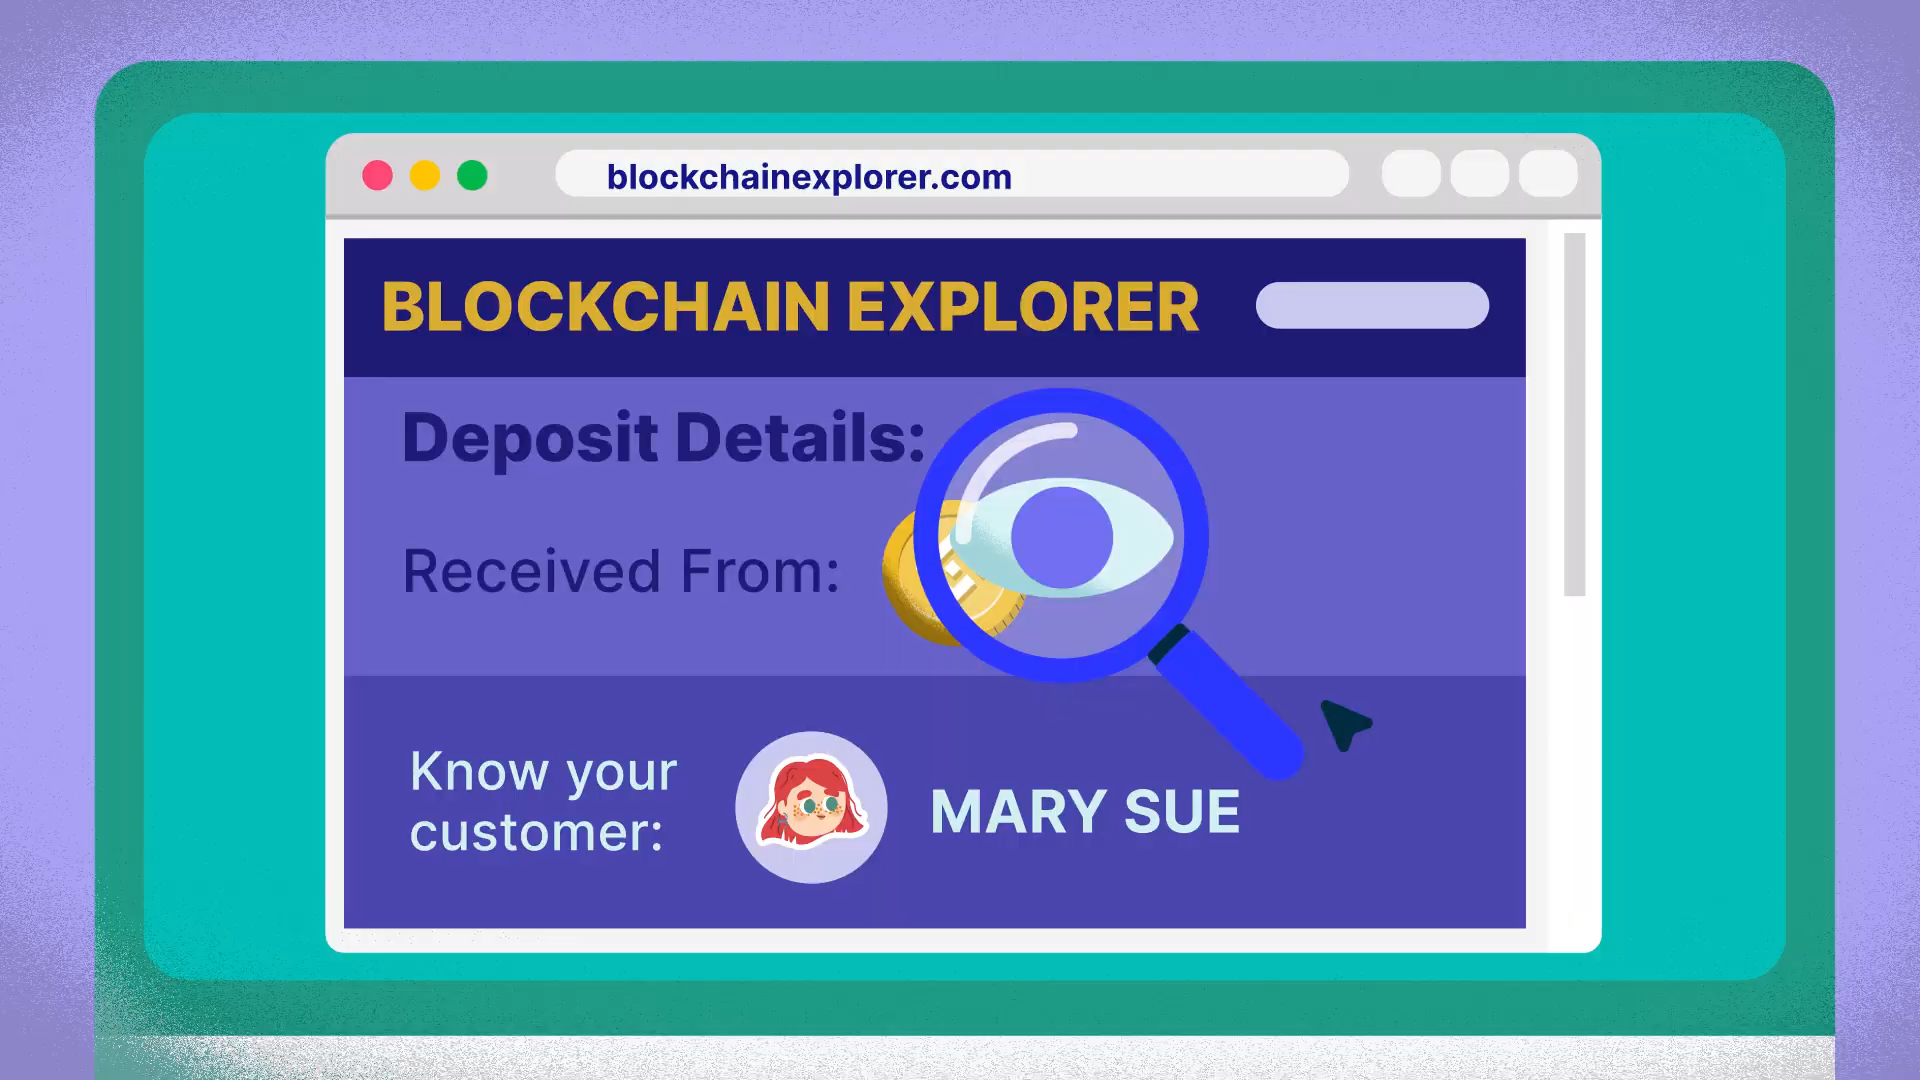 blockchainexplorer.com
BLOCKCHAIN EXPLORER
Deposit Details:
Received From:
Know your
customer:
MARY SUE